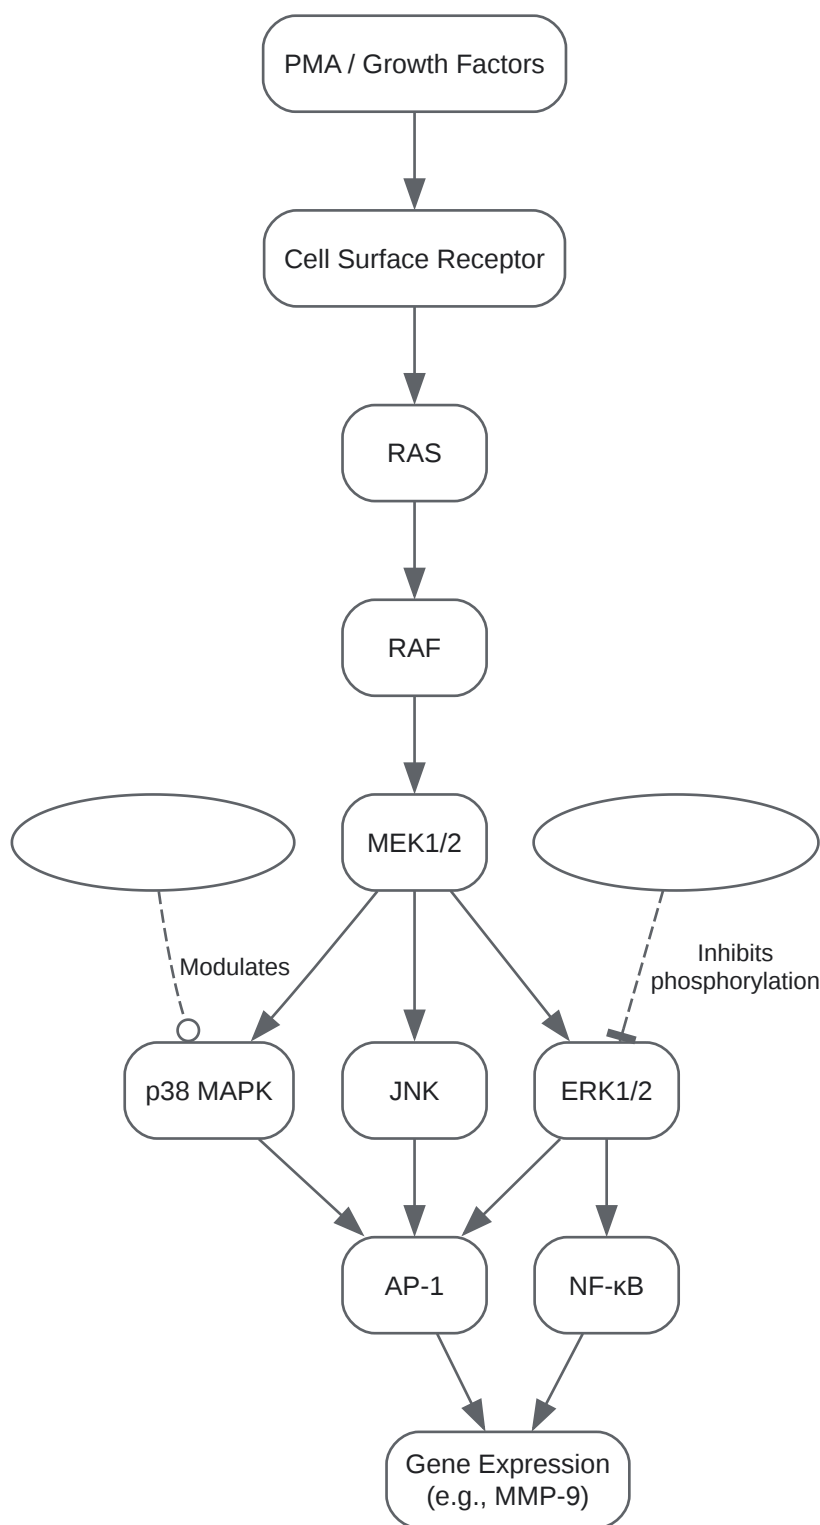 PMA / Growth Factors
Cell Surface Receptor
RAS
RAF
MEK1/2
Modulates
Inhibits
phosphorylation
p38 MAPK
JNK
ERK1/2
AP-1
NF-κB
Gene Expression
(e.g., MMP-9)